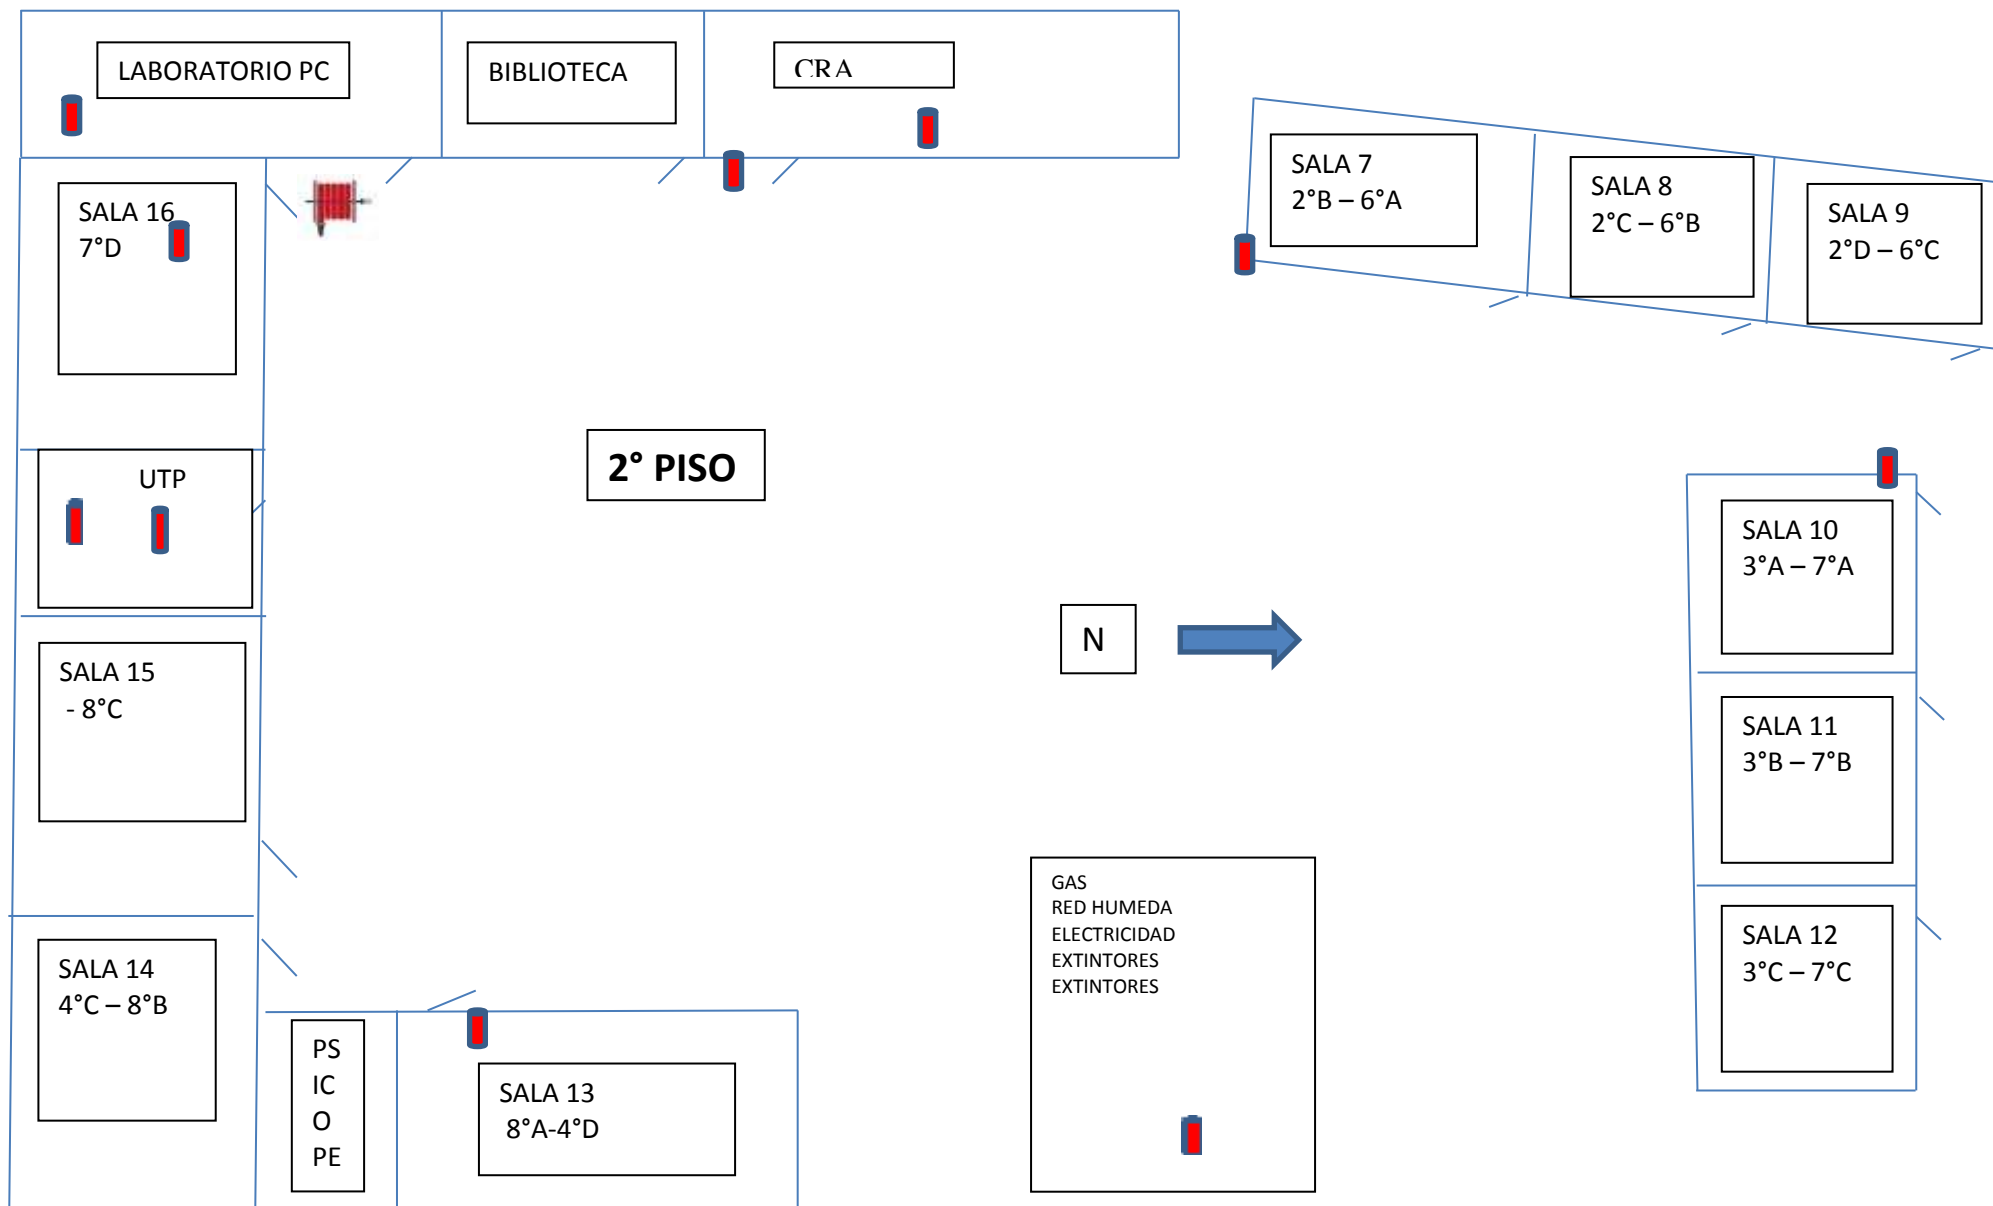 LABORATORIO PC
BIBLIOTECA
CRA
SALA 7
2°B – 6°A
SALA 8
2°C – 6°B
SALA 9
2°D – 6°C
SALA 16
7°D
2° PISO
UTP
SALA 10
3°A – 7°A
N
SALA 15
- 8°C
SALA 11
3°B – 7°B
GAS
RED HUMEDA
ELECTRICIDAD
EXTINTORES
EXTINTORES
SALA 12
3°C – 7°C
SALA 14
4°C – 8°B
PS
IC
O
PE
SALA 13
8°A-4°D